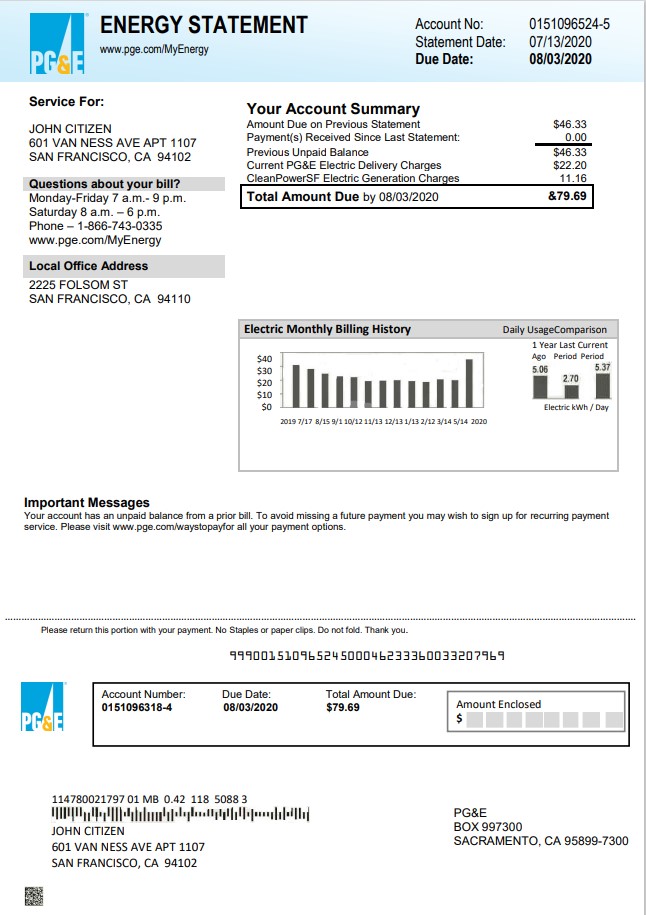 PG&E
ENERGY STATEMENT
www.pge.com/MyEnergy
Account No: 0151096524-5
Statement Date: 07/13/2020
Due Date: 08/03/2020
Service For:
JOHN CITIZEN
601 VAN NESS AVE APT 1107
SAN FRANCISCO, CA 94102
Questions about your bill?
Monday-Friday 7 a.m.- 9 p.m.
Saturday 8 a.m. – 6 p.m.
Phone – 1-866-743-0335
www.pge.com/MyEnergy
Local Office Address
2225 FOLSOM ST
SAN FRANCISCO, CA 94110
Your Account Summary
Amount Due on Previous Statement $46.33
Payment(s) Received Since Last Statement: 0.00
Previous Unpaid Balance $46.33
Current PG&E Electric Delivery Charges $22.20
CleanPowerSF Electric Generation Charges 11.16
Total Amount Due by 08/03/2020 &79.69
Electric Monthly Billing History
$40
$30
$20
$10
$0
2019 7/17 8/15 9/1 10/12 11/13 12/13 1/13 2/12 3/14 5/14 2020
Daily UsageComparison
1 Year Last Current
Ago Period Period
5.06 2.70 5.37
Electric kWh / Day
Important Messages
Your account has an unpaid balance from a prior bill. To avoid missing a future payment you may wish to sign up for recurring payment
service. Please visit www.pge.com/waystopayfor all your payment options.
Please return this portion with your payment. No Staples or paper clips. Do not fold. Thank you.
99900151096524500046233360033207969
PG&E
Account Number: Due Date: Total Amount Due:
0151096318-4 08/03/2020 $79.69
Amount Enclosed
$
114780021797 01 MB 0.42 118 5088 3
JOHN CITIZEN
601 VAN NESS AVE APT 1107
SAN FRANCISCO, CA 94102
PG&E
BOX 997300
SACRAMENTO, CA 95899-7300